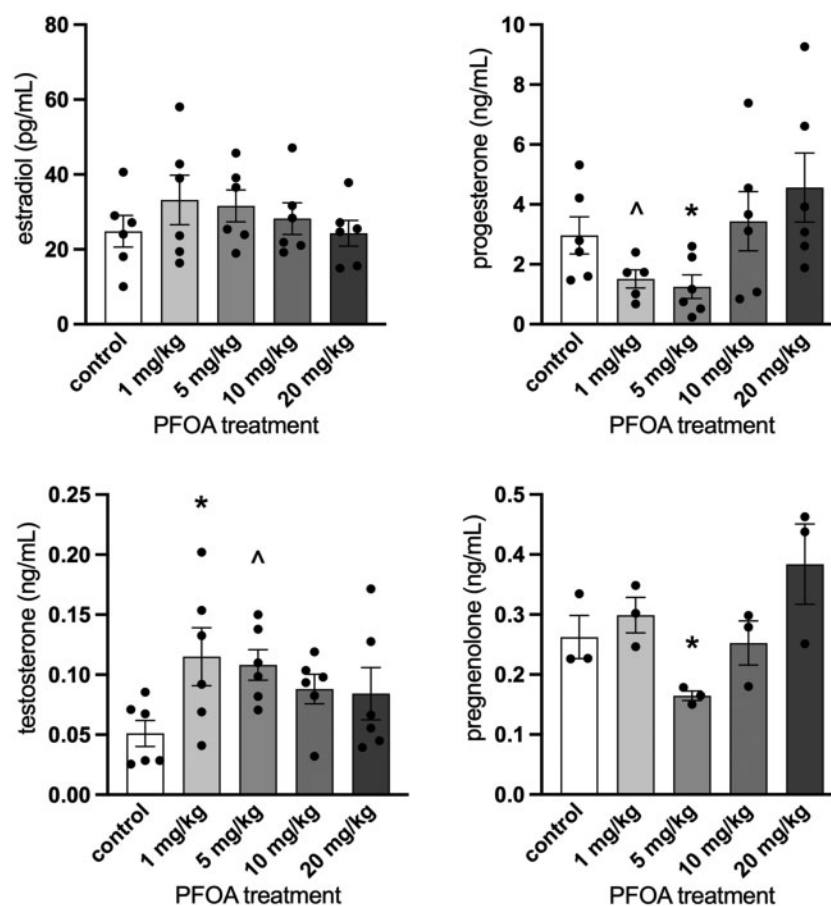 estradiol (pg/mL)
80
60
40
20
0
control
1 mg/kg
5 mg/kg
10 mg/kg
20 mg/kg
PFOA treatment
progesterone (ng/mL)
10
8
6
4
2
0
^
*
control
1 mg/kg
5 mg/kg
10 mg/kg
20 mg/kg
PFOA treatment
testosterone (ng/mL)
0.25
0.20
0.15
0.10
0.05
0.00
*
^
control
1 mg/kg
5 mg/kg
10 mg/kg
20 mg/kg
PFOA treatment
pregnenolone (ng/mL)
0.5
0.4
0.3
0.2
0.1
0.0
*
control
1 mg/kg
5 mg/kg
10 mg/kg
20 mg/kg
PFOA treatment